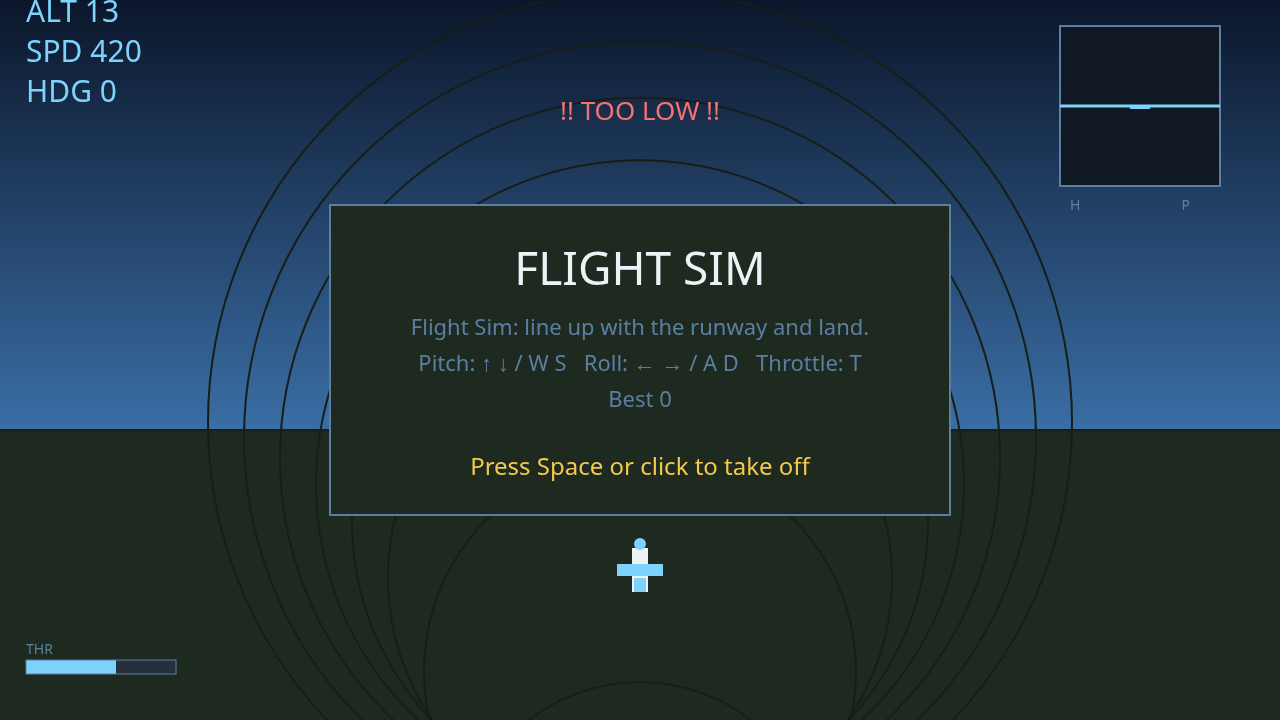 ALT 13
SPD 420
HDG 0
!! TOO LOW !!
H P
FLIGHT SIM
Flight Sim: line up with the runway and land.
Pitch: ↑ ↓ / W S Roll: ← → / A D Throttle: T
Best 0
Press Space or click to take off
THR